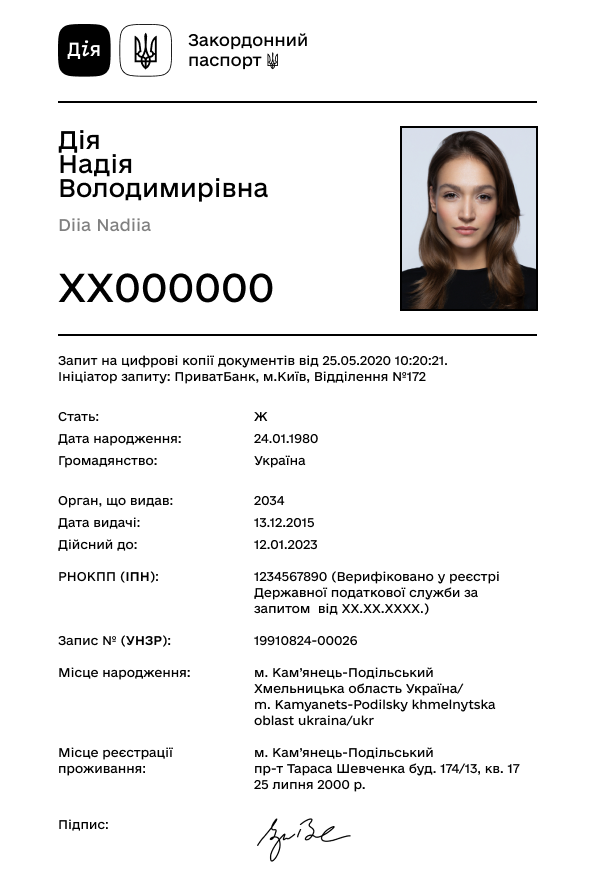 Дія
Закордонний
паспорт
Дія
Надія
Володимирівна
Diia Nadiia
XX000000
Запит на цифрові копії документів від 25.05.2020 10:20:21.
Ініціатор запиту: ПриватБанк, м.Київ, Відділення №172
Стать: Ж
Дата народження: 24.01.1980
Громадянство: Україна
Орган, що видав: 2034
Дата видачі: 13.12.2015
Дійсний до: 12.01.2023
РНОКПП (ІПН): 1234567890 (Верифіковано у реєстрі
Державної податкової служби за
запитом  від XX.XX.XXXX.)
Запис № (УНЗР): 19910824-00026
Місце народження: м. Кам’янець-Подільський
Хмельницька область Україна/
m. Kamyanets-Podilsky khmelnytska
oblast ukraina/ukr
Місце реєстрації м. Кам’янець-Подільський
проживання: пр-т Тараса Шевченка буд. 174/13, кв. 17
25 липня 2000 р.
Підпис: